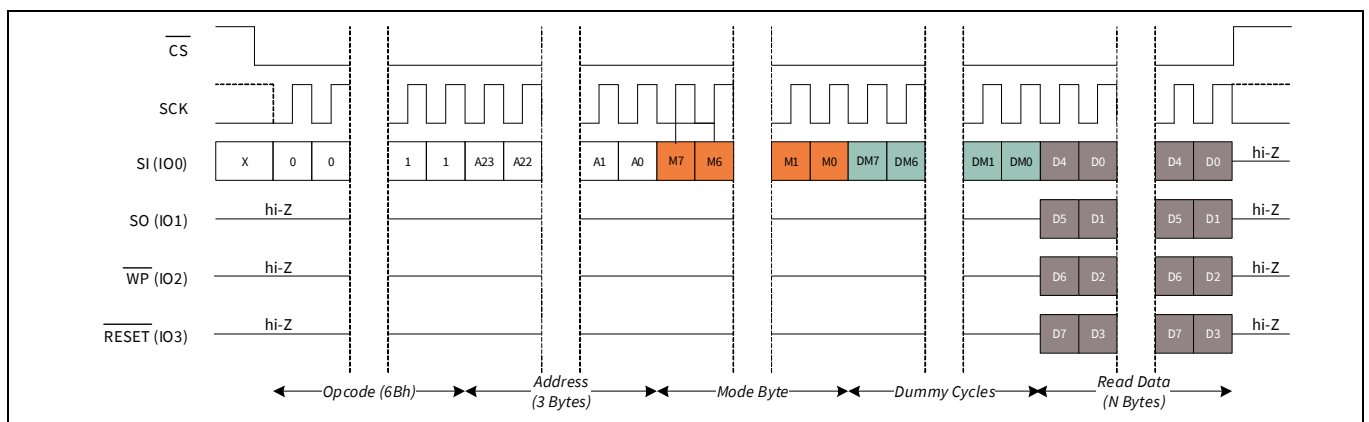 CS
SCK
SI (IO0) X 0 0 1 1 A23 A22 A1 A0 M7 M6 M1 M0 DM7 DM6 DM1 DM0 D4 D0 D4 D0 hi-Z
SO (IO1) hi-Z D5 D1 D5 D1 hi-Z
WP (IO2) hi-Z D6 D2 D6 D2 hi-Z
RESET (IO3) hi-Z D7 D3 D7 D3 hi-Z
Opcode (6Bh) Address (3 Bytes) Mode Byte Dummy Cycles Read Data (N Bytes)